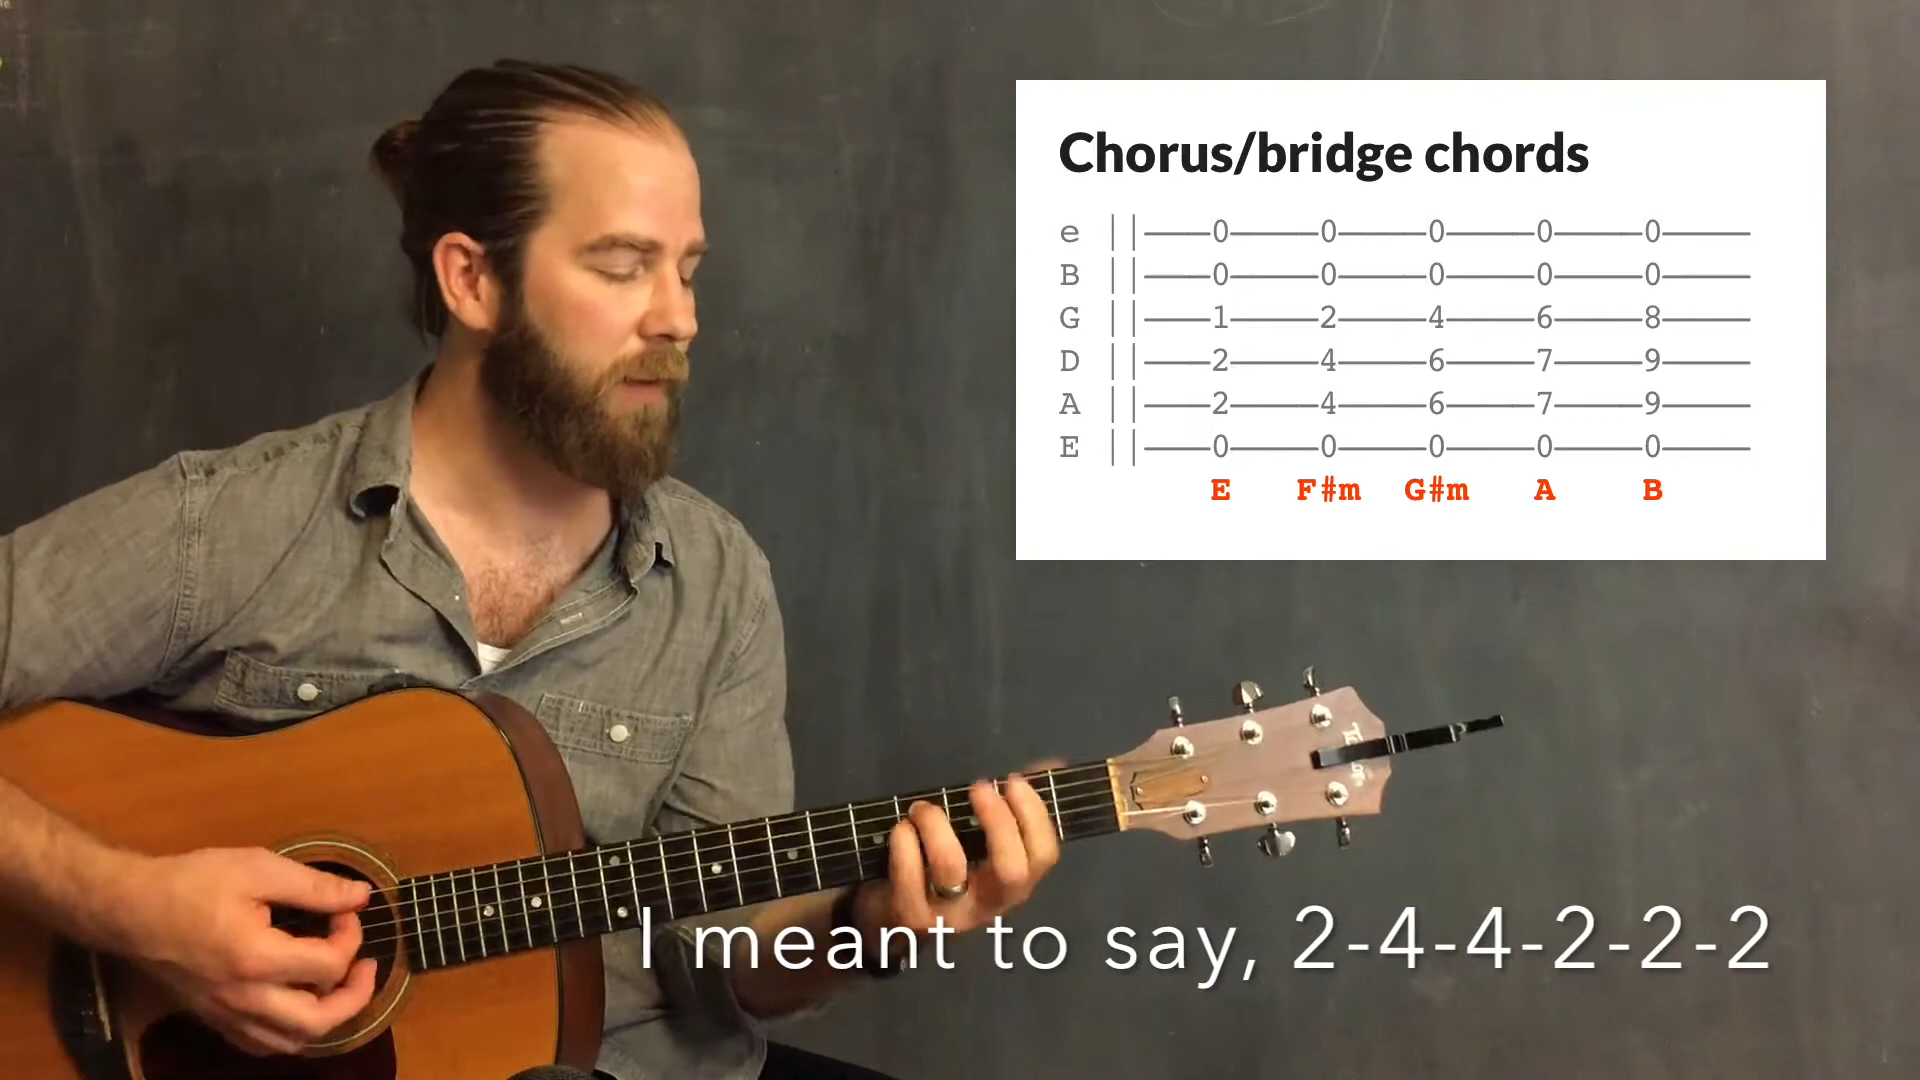 Chorus/bridge chords
e ||———0————0————0————0————0————
B ||———0————0————0————0————0————
G ||———1————2————4————6————8————
D ||———2————4————6————7————9————
A ||———2————4————6————7————9————
E ||———0————0————0————0————0————
E F#m G#m A B
I meant to say, 2-4-4-2-2-2